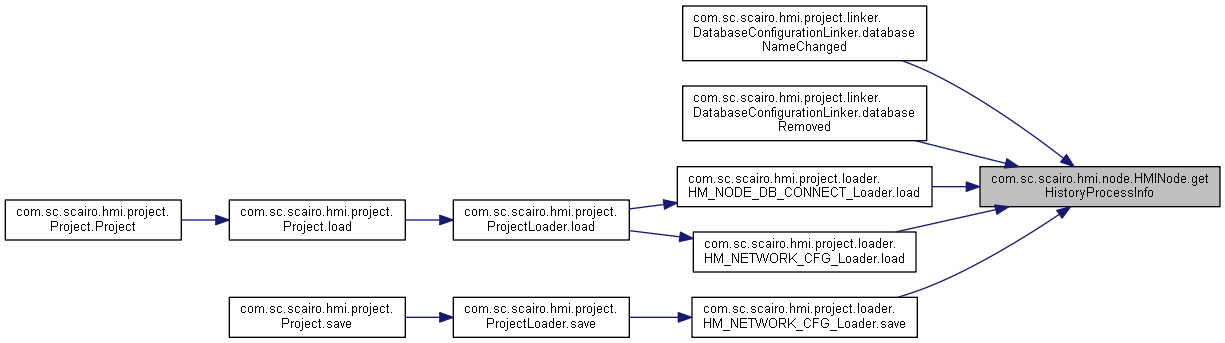 com.sc.scairo.hmi.project.linker.
DatabaseConfigurationLinker.database
NameChanged
com.sc.scairo.hmi.project.linker.
DatabaseConfigurationLinker.database
Removed
com.sc.scairo.hmi.project.loader.
HM_NODE_DB_CONNECT_Loader.load
com.sc.scairo.hmi.node.HMINode.get
HistoryProcessInfo
com.sc.scairo.hmi.project.
Project.Project
com.sc.scairo.hmi.project.
Project.load
com.sc.scairo.hmi.project.
ProjectLoader.load
com.sc.scairo.hmi.project.loader.
HM_NETWORK_CFG_Loader.load
com.sc.scairo.hmi.project.
Project.save
com.sc.scairo.hmi.project.
ProjectLoader.save
com.sc.scairo.hmi.project.loader.
HM_NETWORK_CFG_Loader.save